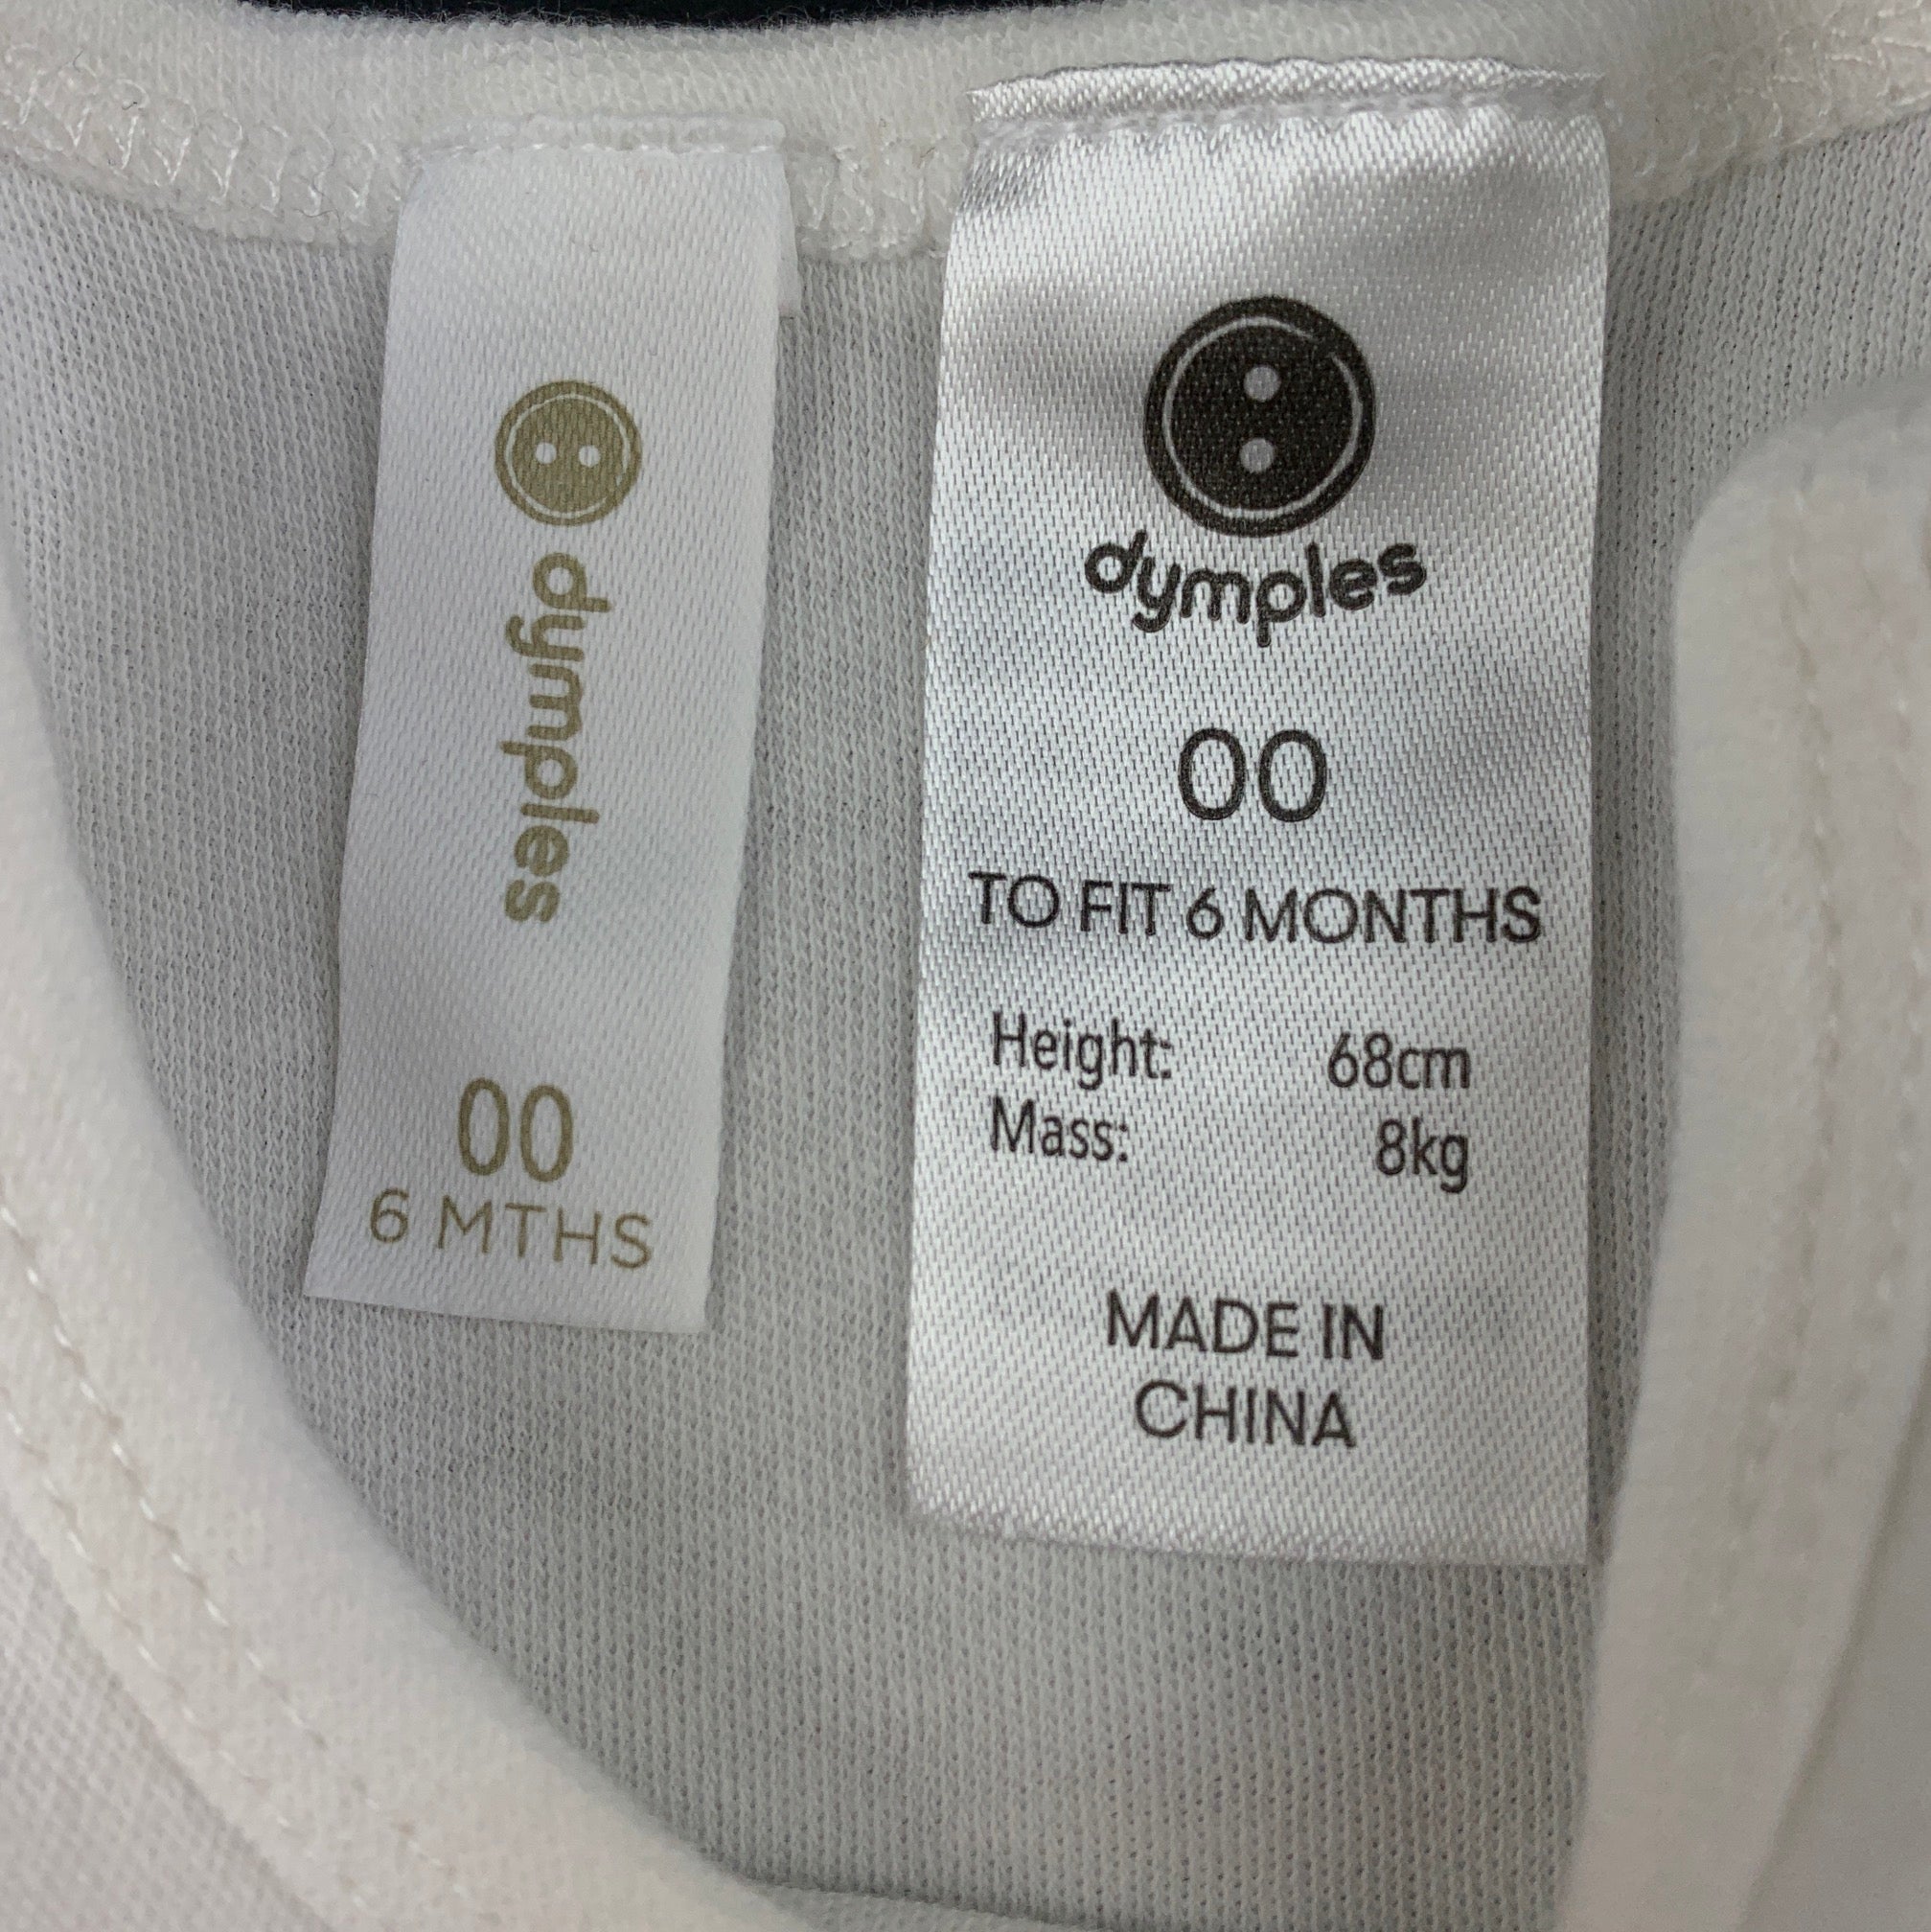 dymples
00
6 MTHS
dymples
00
TO FIT 6 MONTHS
Height: 68cm
Mass: 8kg
MADE IN
CHINA